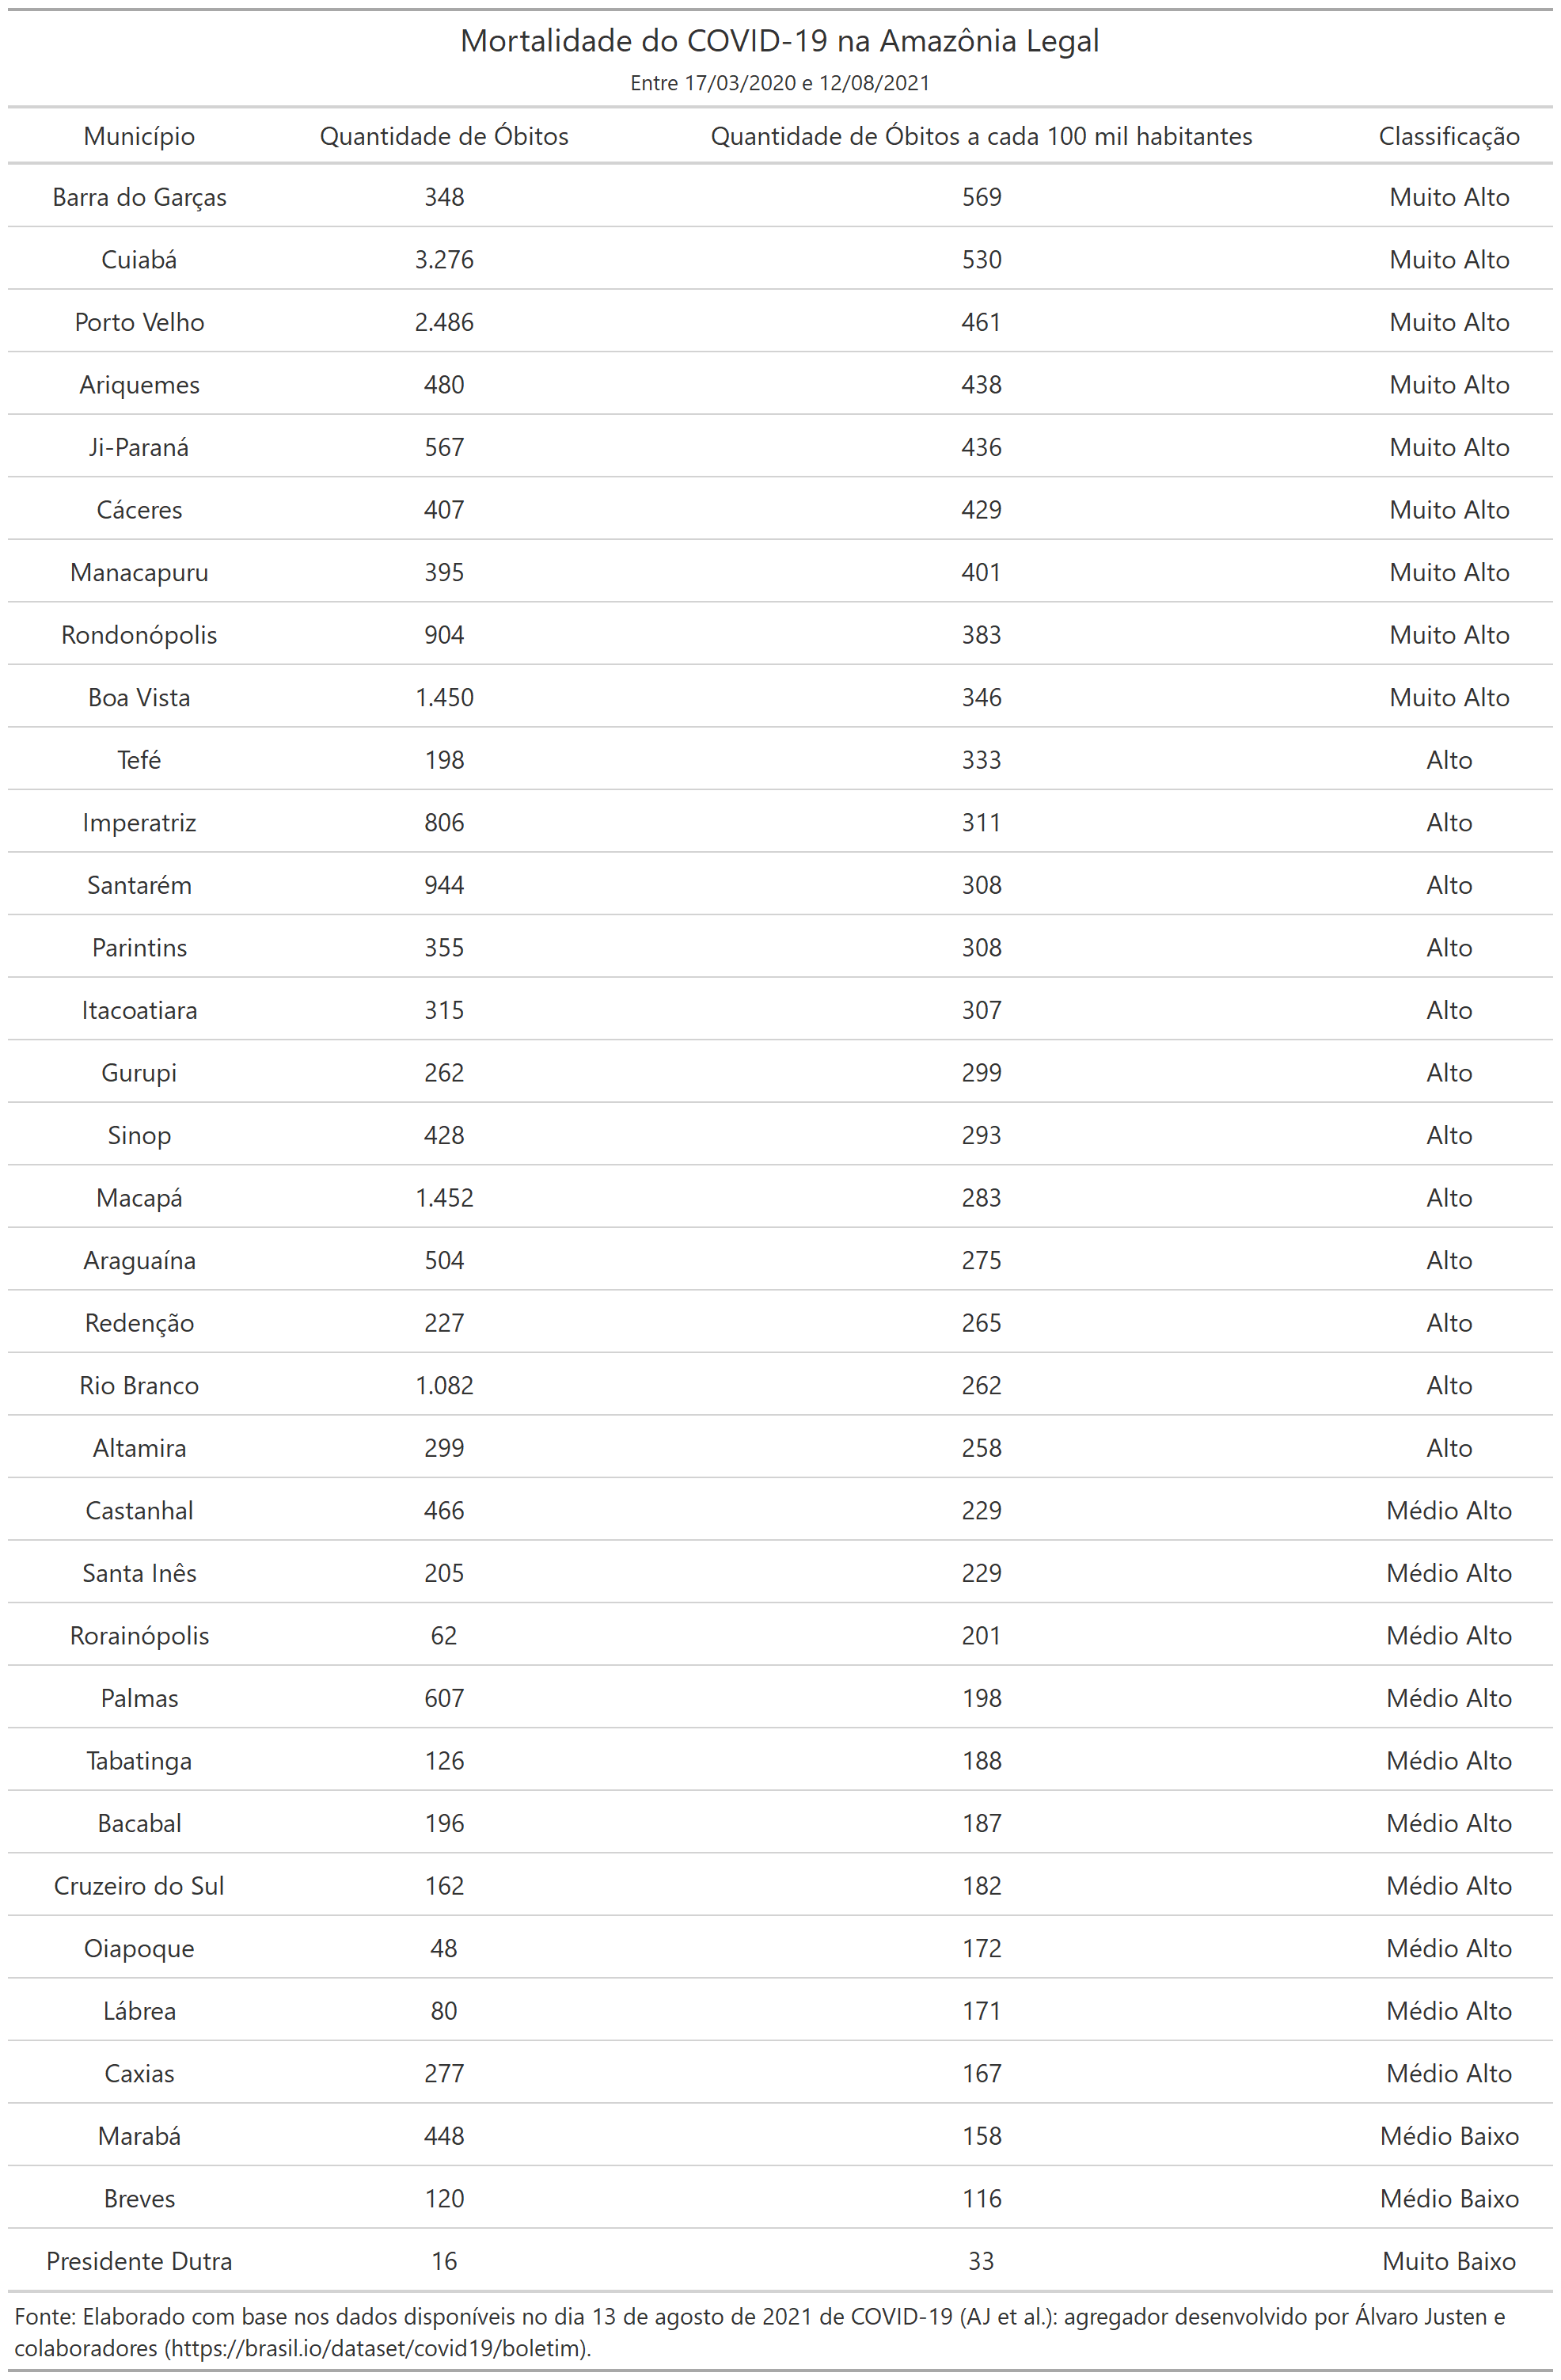 Mortalidade do COVID-19 na Amazônia Legal
Entre 17/03/2020 e 12/08/2021
Município Quantidade de Óbitos Quantidade de Óbitos a cada 100 mil habitantes Classificação
Barra do Garças 348 569 Muito Alto
Cuiabá 3.276 530 Muito Alto
Porto Velho 2.486 461 Muito Alto
Ariquemes 480 438 Muito Alto
Ji-Paraná 567 436 Muito Alto
Cáceres 407 429 Muito Alto
Manacapuru 395 401 Muito Alto
Rondonópolis 904 383 Muito Alto
Boa Vista 1.450 346 Muito Alto
Tefé 198 333 Alto
Imperatriz 806 311 Alto
Santarém 944 308 Alto
Parintins 355 308 Alto
Itacoatiara 315 307 Alto
Gurupi 262 299 Alto
Sinop 428 293 Alto
Macapá 1.452 283 Alto
Araguaína 504 275 Alto
Redenção 227 265 Alto
Rio Branco 1.082 262 Alto
Altamira 299 258 Alto
Castanhal 466 229 Médio Alto
Santa Inês 205 229 Médio Alto
Rorainópolis 62 201 Médio Alto
Palmas 607 198 Médio Alto
Tabatinga 126 188 Médio Alto
Bacabal 196 187 Médio Alto
Cruzeiro do Sul 162 182 Médio Alto
Oiapoque 48 172 Médio Alto
Lábrea 80 171 Médio Alto
Caxias 277 167 Médio Alto
Marabá 448 158 Médio Baixo
Breves 120 116 Médio Baixo
Presidente Dutra 16 33 Muito Baixo
Fonte: Elaborado com base nos dados disponíveis no dia 13 de agosto de 2021 de COVID-19 (AJ et al.): agregador desenvolvido por Álvaro Justen e
colaboradores (https://brasil.io/dataset/covid19/boletim).